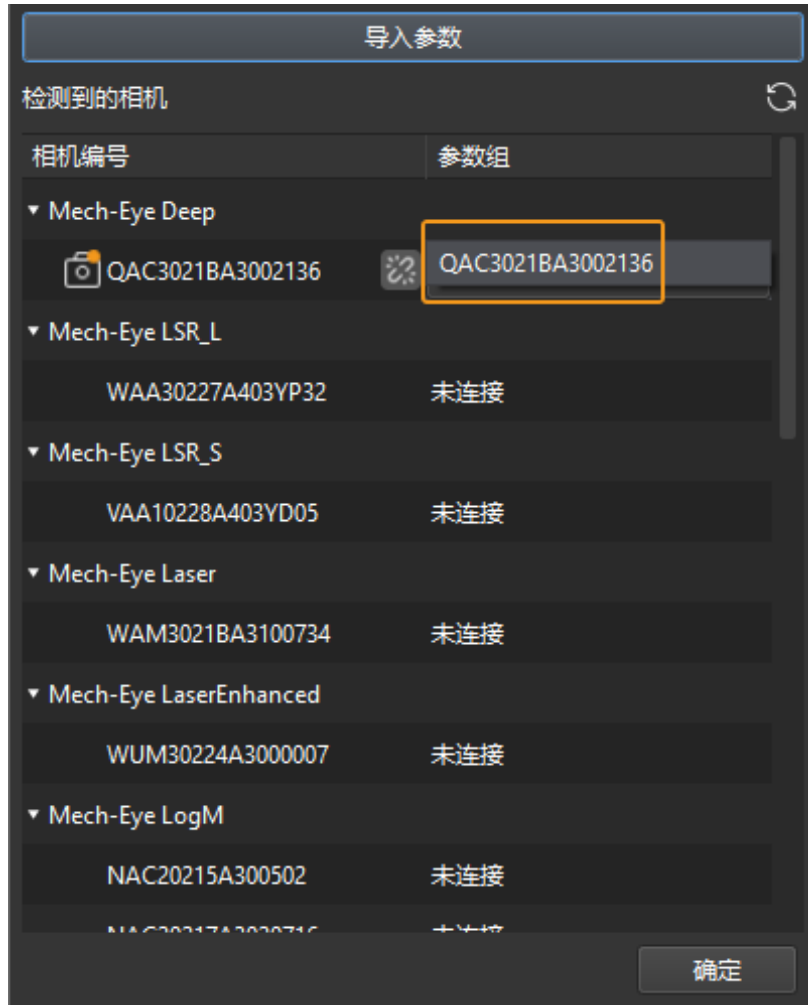 导入参数
检测到的相机
相机编号 参数组
Mech-Eye Deep
QAC3021BA3002136 QAC3021BA3002136
Mech-Eye LSR_L
WAA30227A403YP32 未连接
Mech-Eye LSR_S
VAA10228A403YD05 未连接
Mech-Eye Laser
WAM3021BA3100734 未连接
Mech-Eye LaserEnhanced
WUM30224A3000007 未连接
Mech-Eye LogM
NAC20215A300502 未连接
确定